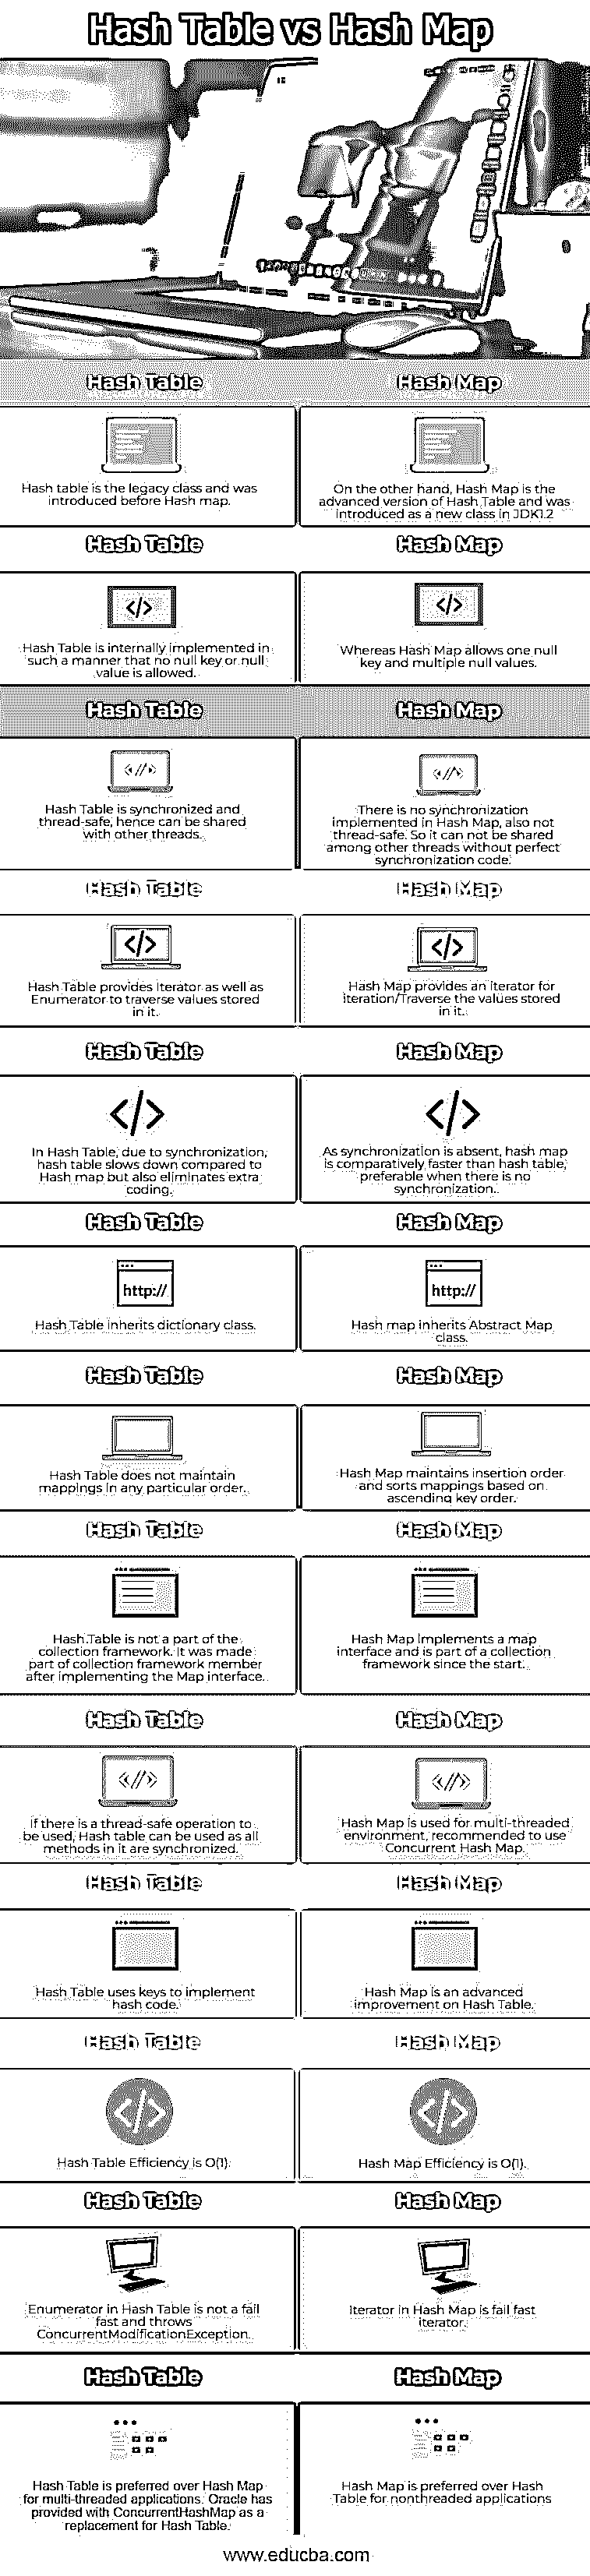 Hash Table vs Hash Map
Hash Table
Hash Map
Hash table is the legacy class and was
introduced before Hash map.
On the other hand, Hash Map is the
advanced version of Hash Table and was
introduced as a new class in JDK1.2
Hash Table
Hash Map
</>
</>
Hash Table is internally implemented in
such a manner that no null key or null
value is allowed.
Whereas Hash Map allows one null
key and multiple null values.
Hash Table
Hash Map
</>
</>
Hash Table is synchronized and
thread-safe, hence can be shared
with other threads.
There is no synchronization
implemented in Hash Map, also not
thread-safe. So it can not be shared
among other threads without perfect
synchronization code.
Hash Table
Hash Map
</>
</>
Hash Table provides iterator as well as
Enumerator to traverse values stored
in it.
Hash Map provides an iterator for
iteration/Traverse the values stored
in it.
Hash Table
Hash Map
</>
</>
In Hash Table, due to synchronization,
hash table slows down compared to
Hash map but also eliminates extra
coding.
As synchronization is absent, hash map
is comparatively faster than hash table,
preferable when there is no
synchronization.
Hash Table
Hash Map
http://
http://
Hash Table inherits dictionary class.
Hash map inherits Abstract Map
class.
Hash Table
Hash Map
Hash Table does not maintain
mappings in any particular order.
Hash Map maintains insertion order
and sorts mappings based on
ascending key order.
Hash Table
Hash Map
Hash Table is not a part of the
collection framework. It was made
part of collection framework member
after implementing the Map interface.
Hash Map implements a map
interface and is part of a collection
framework since the start.
Hash Table
Hash Map
</>
</>
If there is a thread-safe operation to
be used, Hash table can be used as all
methods in it are synchronized.
Hash Map is used for multi-threaded
environment, recommended to use
Concurrent Hash Map.
Hash Table
Hash Map
Hash Table uses keys to implement
hash code.
Hash Map is an advanced
improvement on Hash Table.
Hash Table
Hash Map
</>
</>
Hash Table Efficiency is O(1).
Hash Map Efficiency is O(1).
Hash Table
Hash Map
Enumerator in Hash Table is not a fail
fast and throws
ConcurrentModificationException.
Iterator in Hash Map is fail fast
iterator.
Hash Table
Hash Map
Hash Table is preferred over Hash Map
for multi-threaded applications. Oracle has
provided with ConcurrentHashMap as a
replacement for Hash Table.
Hash Map is preferred over Hash
Table for nonthreaded applications
www.educba.com